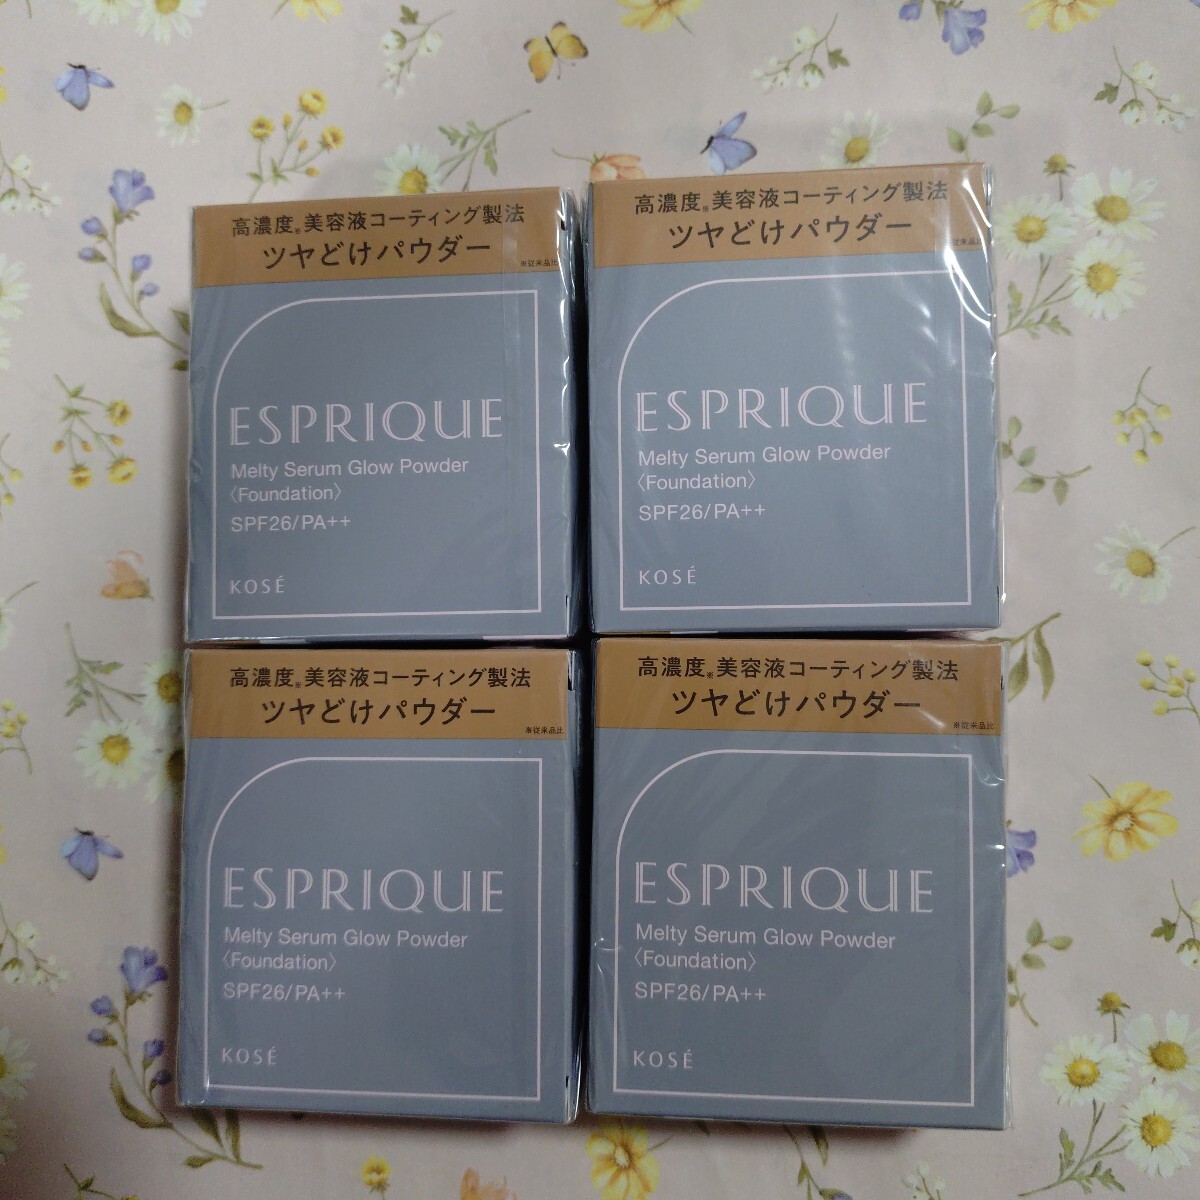 高濃度※美容液コーティング製法
ツヤどけパウダー
※従来品比
ESPRIQUE
Melty Serum Glow Powder
〈Foundation〉
SPF26/PA++
KOSÉ
高濃度※美容液コーティング製法
ツヤどけパウダー
※従来品比
ESPRIQUE
Melty Serum Glow Powder
〈Foundation〉
SPF26/PA++
KOSÉ
高濃度※美容液コーティング製法
ツヤどけパウダー
※従来品比
ESPRIQUE
Melty Serum Glow Powder
〈Foundation〉
SPF26/PA++
KOSÉ
高濃度※美容液コーティング製法
ツヤどけパウダー
※従来品比
ESPRIQUE
Melty Serum Glow Powder
〈Foundation〉
SPF26/PA++
KOSÉ